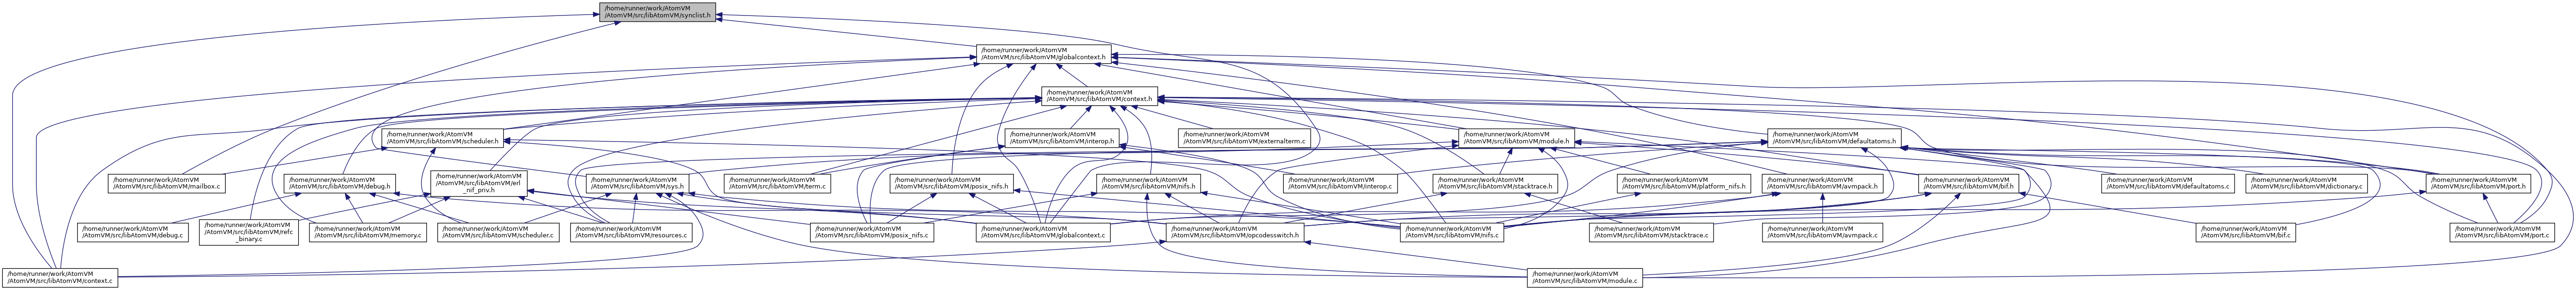 /home/runner/work/AtomVM
/AtomVM/src/libAtomVM/synclist.h
/home/runner/work/AtomVM
/AtomVM/src/libAtomVM/globalcontext.h
/home/runner/work/AtomVM
/AtomVM/src/libAtomVM/context.h
/home/runner/work/AtomVM
/AtomVM/src/libAtomVM/scheduler.h
/home/runner/work/AtomVM
/AtomVM/src/libAtomVM/interop.h
/home/runner/work/AtomVM
/AtomVM/src/libAtomVM/externalterm.c
/home/runner/work/AtomVM
/AtomVM/src/libAtomVM/module.h
/home/runner/work/AtomVM
/AtomVM/src/libAtomVM/defaultatoms.h
/home/runner/work/AtomVM
/AtomVM/src/libAtomVM/mailbox.c
/home/runner/work/AtomVM
/AtomVM/src/libAtomVM/debug.h
/home/runner/work/AtomVM
/AtomVM/src/libAtomVM/erl
_nif_priv.h
/home/runner/work/AtomVM
/AtomVM/src/libAtomVM/sys.h
/home/runner/work/AtomVM
/AtomVM/src/libAtomVM/term.c
/home/runner/work/AtomVM
/AtomVM/src/libAtomVM/posix_nifs.h
/home/runner/work/AtomVM
/AtomVM/src/libAtomVM/nifs.h
/home/runner/work/AtomVM
/AtomVM/src/libAtomVM/interop.c
/home/runner/work/AtomVM
/AtomVM/src/libAtomVM/stacktrace.h
/home/runner/work/AtomVM
/AtomVM/src/libAtomVM/platform_nifs.h
/home/runner/work/AtomVM
/AtomVM/src/libAtomVM/avmpack.h
/home/runner/work/AtomVM
/AtomVM/src/libAtomVM/bif.h
/home/runner/work/AtomVM
/AtomVM/src/libAtomVM/defaultatoms.c
/home/runner/work/AtomVM
/AtomVM/src/libAtomVM/dictionary.c
/home/runner/work/AtomVM
/AtomVM/src/libAtomVM/port.h
/home/runner/work/AtomVM
/AtomVM/src/libAtomVM/debug.c
/home/runner/work/AtomVM
/AtomVM/src/libAtomVM/refc
_binary.c
/home/runner/work/AtomVM
/AtomVM/src/libAtomVM/memory.c
/home/runner/work/AtomVM
/AtomVM/src/libAtomVM/scheduler.c
/home/runner/work/AtomVM
/AtomVM/src/libAtomVM/resources.c
/home/runner/work/AtomVM
/AtomVM/src/libAtomVM/posix_nifs.c
/home/runner/work/AtomVM
/AtomVM/src/libAtomVM/globalcontext.c
/home/runner/work/AtomVM
/AtomVM/src/libAtomVM/opcodesswitch.h
/home/runner/work/AtomVM
/AtomVM/src/libAtomVM/nifs.c
/home/runner/work/AtomVM
/AtomVM/src/libAtomVM/stacktrace.c
/home/runner/work/AtomVM
/AtomVM/src/libAtomVM/avmpack.c
/home/runner/work/AtomVM
/AtomVM/src/libAtomVM/bif.c
/home/runner/work/AtomVM
/AtomVM/src/libAtomVM/port.c
/home/runner/work/AtomVM
/AtomVM/src/libAtomVM/context.c
/home/runner/work/AtomVM
/AtomVM/src/libAtomVM/module.c